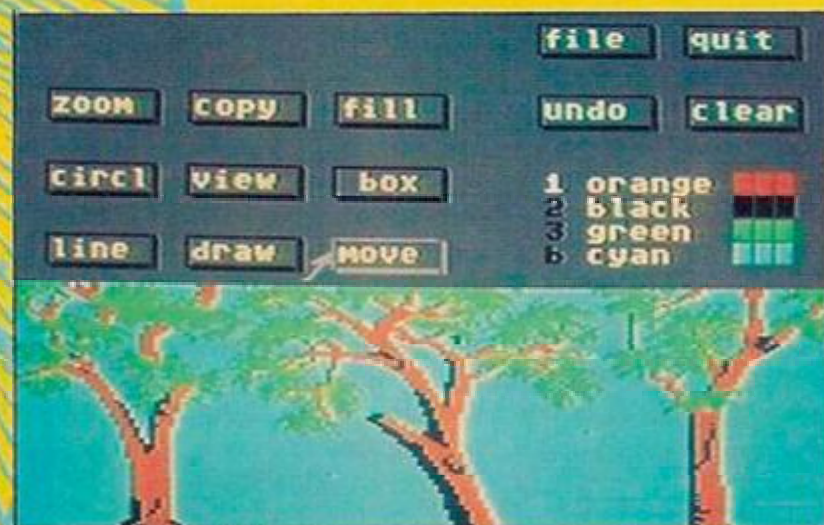 file quit
zoom copy fill undo clear
circl view box
1 orange
2 black
3 green
b cyan
line draw move